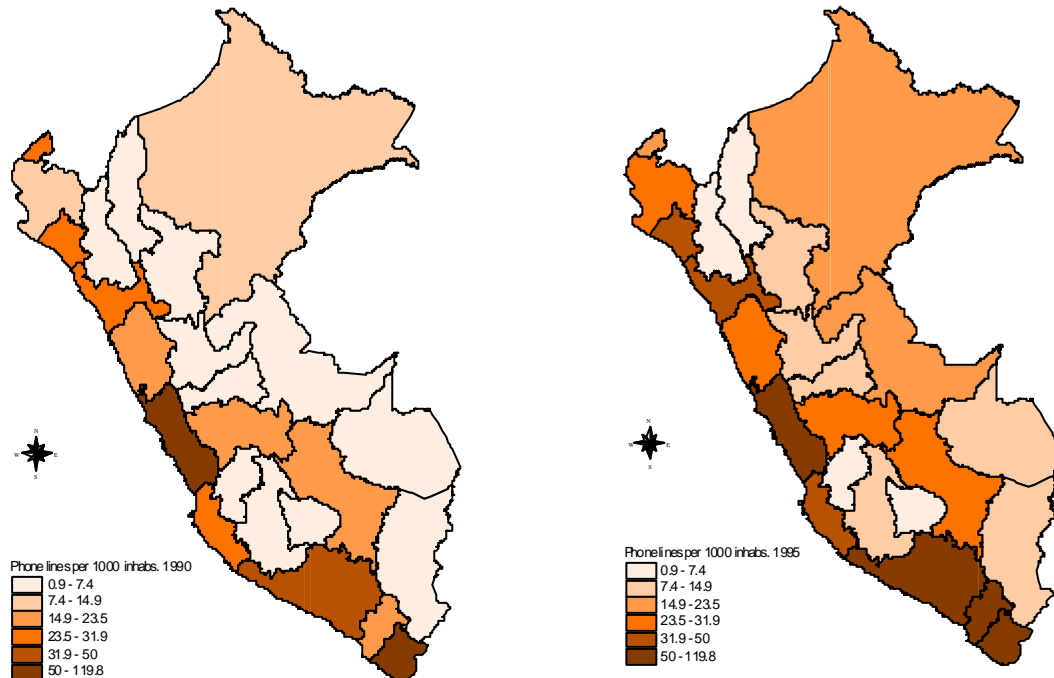 N
W E
S
Phone lines per 1000 inhabs. 1990
0.9 - 7.4
7.4 - 14.9
14.9 - 23.5
23.5 - 31.9
31.9 - 50
50 - 119.8
N
W E
S
Phone lines per 1000 inhabs. 1995
0.9 - 7.4
7.4 - 14.9
14.9 - 23.5
23.5 - 31.9
31.9 - 50
50 - 119.8